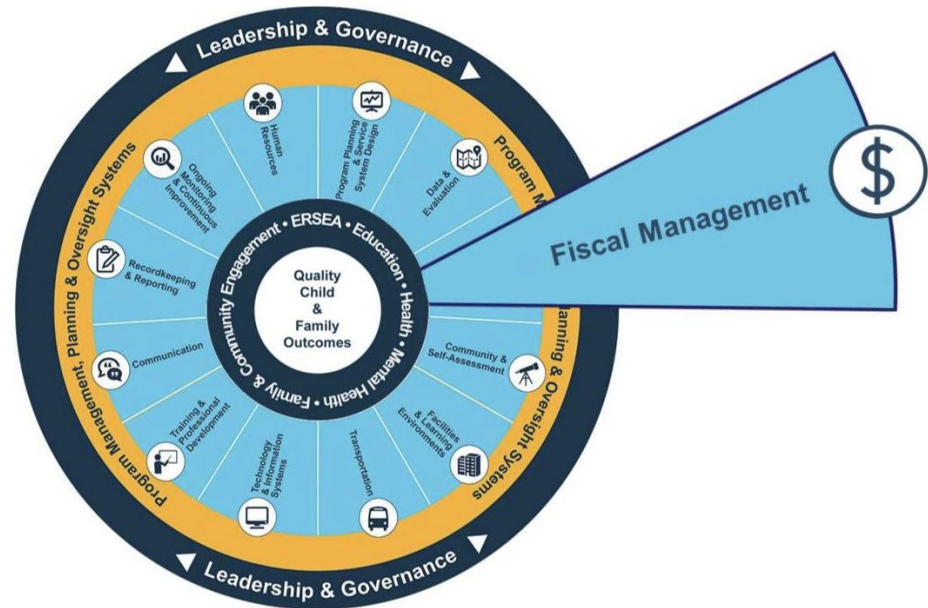 Leadership & Governance
Program Management, Planning & Oversight Systems
Program M
lanning & Oversight Systems
Human
Resources
Program Planning
& Service
System Design
Data &
Evaluation
Fiscal Management
$
Community &
Self-Assessment
Facilities
& Learning
Environments
Transportation
Technology
& Information
Systems
Training &
Professional
Development
Communication
Recordkeeping
& Reporting
Ongoing
Monitoring
& Continuous
Improvement
Family & Community Engagement • ERSEA • Education • Health • Mental Health •
Quality
Child
&
Family
Outcomes
Leadership & Governance